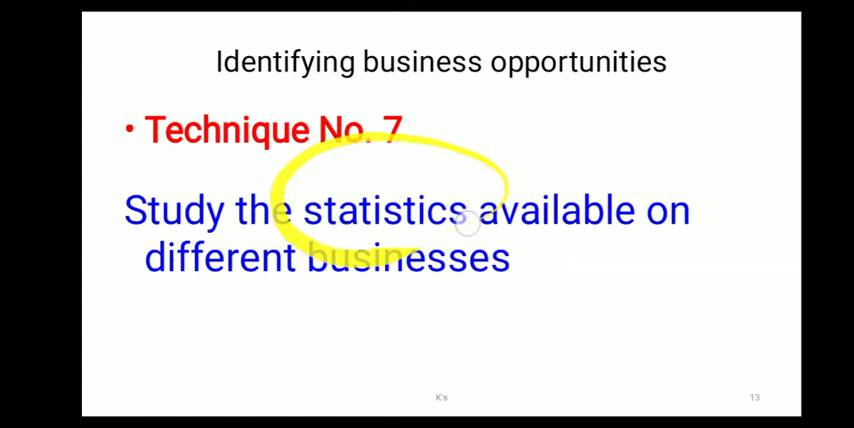 Identifying business opportunities
• Technique No. 7
Study the statistics available on
different businesses
K's
13